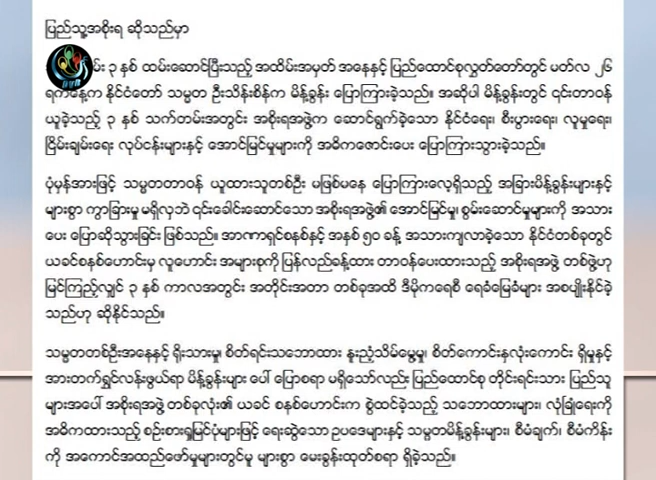 ပြည်သူ့အစိုးရ ဆိုသည်မှာ
မ်း ၃ နှစ် ထမ်းဆောင်ပြီးသည့် အထိမ်းအမှတ် အနေနှင့် ပြည်ထောင်စုလွှတ်တော်တွင် မတ်လ ၂၆
ရက်နေ့က နိုင်ငံတော် သမ္မတ ဦးသိန်းစိန်က မိန့်ခွန်း ပြောကြားခဲ့သည်။ အဆိုပါ မိန့်ခွန်းတွင် ၎င်းတာဝန်
ယူခဲ့သည့် ၃ နှစ် သက်တမ်းအတွင်း အစိုးရအဖွဲ့က ဆောင်ရွက်ခဲ့သော နိုင်ငံရေး၊ စီးပွားရေး၊ လူမှုရေး၊
ငြိမ်းချမ်းရေး လုပ်ငန်းများနှင့် အောင်မြင်မှုများကို အဓိကဇောင်းပေး ပြောကြားသွားခဲ့သည်။
ပုံမှန်အားဖြင့် သမ္မတတာဝန် ယူထားသူတစ်ဦး မဖြစ်မနေ ပြောကြားလေ့ရှိသည့် အခြားမိန့်ခွန်းများနှင့်
များစွာ ကွာခြားမှု မရှိလှဘဲ ၎င်းခေါင်းဆောင်သော အစိုးရအဖွဲ့၏ အောင်မြင်မှု၊ စွမ်းဆောင်မှုများကို အသား
ပေး ပြောဆိုသွားခြင်း ဖြစ်သည်။ အာဏာရှင်စနစ်နှင့် အနှစ် ၅၀ ခန့် အသားကျလာခဲ့သော နိုင်ငံတစ်ခုတွင်
ယခင်စနစ်ဟောင်းမှ လူဟောင်း အများစုကို ပြန်လည်ခန့်ထား တာဝန်ပေးထားသည့် အစိုးရအဖွဲ့ တစ်ဖွဲ့ဟု
မြင်ကြည့်လျှင် ၃ နှစ် ကာလအတွင်း အတိုင်းအတာ တစ်ခုအထိ ဒီမိုကရေစီ ရေခံမြေခံများ အစပျိုးနိုင်ခဲ့
သည်ဟု ဆိုနိုင်သည်။
သမ္မတတစ်ဦးအနေနှင့် ရိုးသားမှု၊ စိတ်ရင်းသဘောထား နူးညံ့သိမ်မွေ့မှု၊ စိတ်ကောင်းနှလုံးကောင်း ရှိမှုနှင့်
အားတက်ရွှင်လန်းဖွယ်ရာ မိန့်ခွန်းများ ပေါ် ပြောစရာ မရှိသော်လည်း ပြည်ထောင်စု တိုင်းရင်းသား ပြည်သူ
များအပေါ် အစိုးရအဖွဲ့ တစ်ခုလုံး၏ ယခင် စနစ်ဟောင်းက စွဲထင်ခဲ့သည့် သဘောထားများ၊ လုံခြုံရေးကို
အဓိကထားသည့် စဉ်းစားရှုမြင်ပုံများဖြင့် ရေးဆွဲသော ဥပဒေများနှင့် သမ္မတမိန့်ခွန်းများ၊ စီမံချက်၊ စီမံကိန်း
ကို အကောင်အထည်ဖော်မှုများတွင်မူ များစွာ မေးခွန်းထုတ်စရာ ရှိခဲ့သည်။